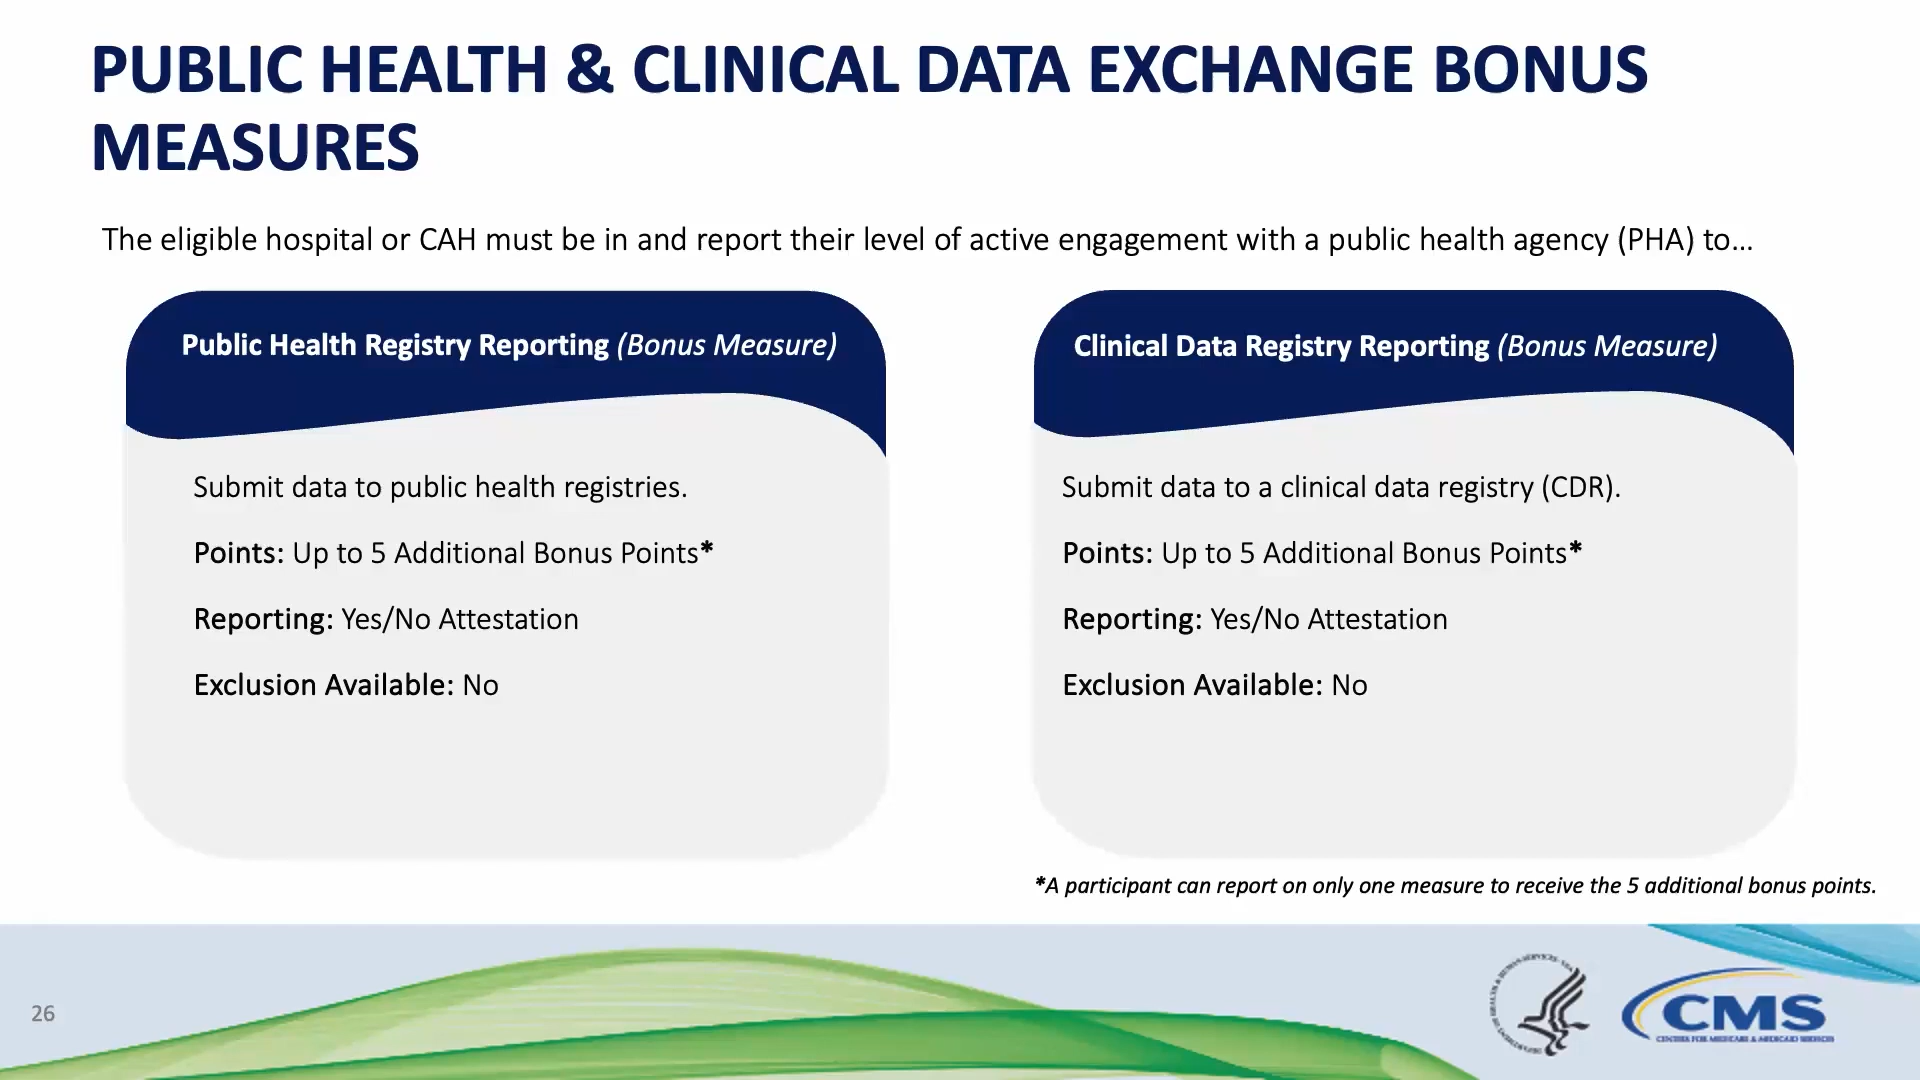 PUBLIC HEALTH & CLINICAL DATA EXCHANGE BONUS
MEASURES
The eligible hospital or CAH must be in and report their level of active engagement with a public health agency (PHA) to…
Public Health Registry Reporting (Bonus Measure)
Submit data to public health registries.
Points: Up to 5 Additional Bonus Points*
Reporting: Yes/No Attestation
Exclusion Available: No
Clinical Data Registry Reporting (Bonus Measure)
Submit data to a clinical data registry (CDR).
Points: Up to 5 Additional Bonus Points*
Reporting: Yes/No Attestation
Exclusion Available: No
*A participant can report on only one measure to receive the 5 additional bonus points.
26
CMS
CENTERS FOR MEDICARE & MEDICAID SERVICES